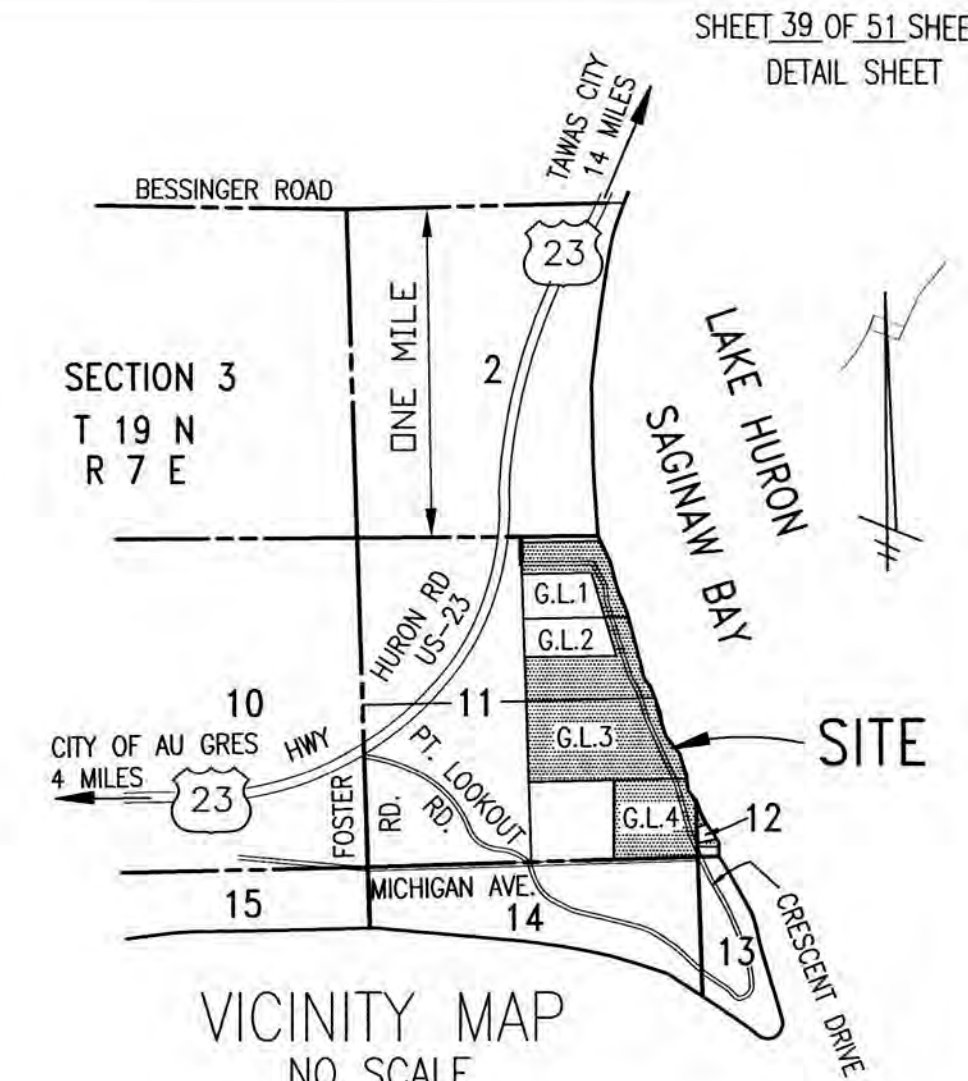 SHEET 39 OF 51 SHEE
DETAIL SHEET
TAWAS CITY
14 MILES
BESSINGER ROAD
23
ONE MILE
2
SECTION 3
T 19 N
R 7 E
LAKE HURON
SAGINAW BAY
G.L.1
G.L.2
HURON RD
US-23
10
11
HWY
CITY OF AU GRES
4 MILES
23
G.L.3
SITE
PT. LOOKOUT
RD.
FOSTER
RD.
G.L.4
12
MICHIGAN AVE.
15
14
13
CRESCENT DRIVE
VICINITY MAP
NO SCALE